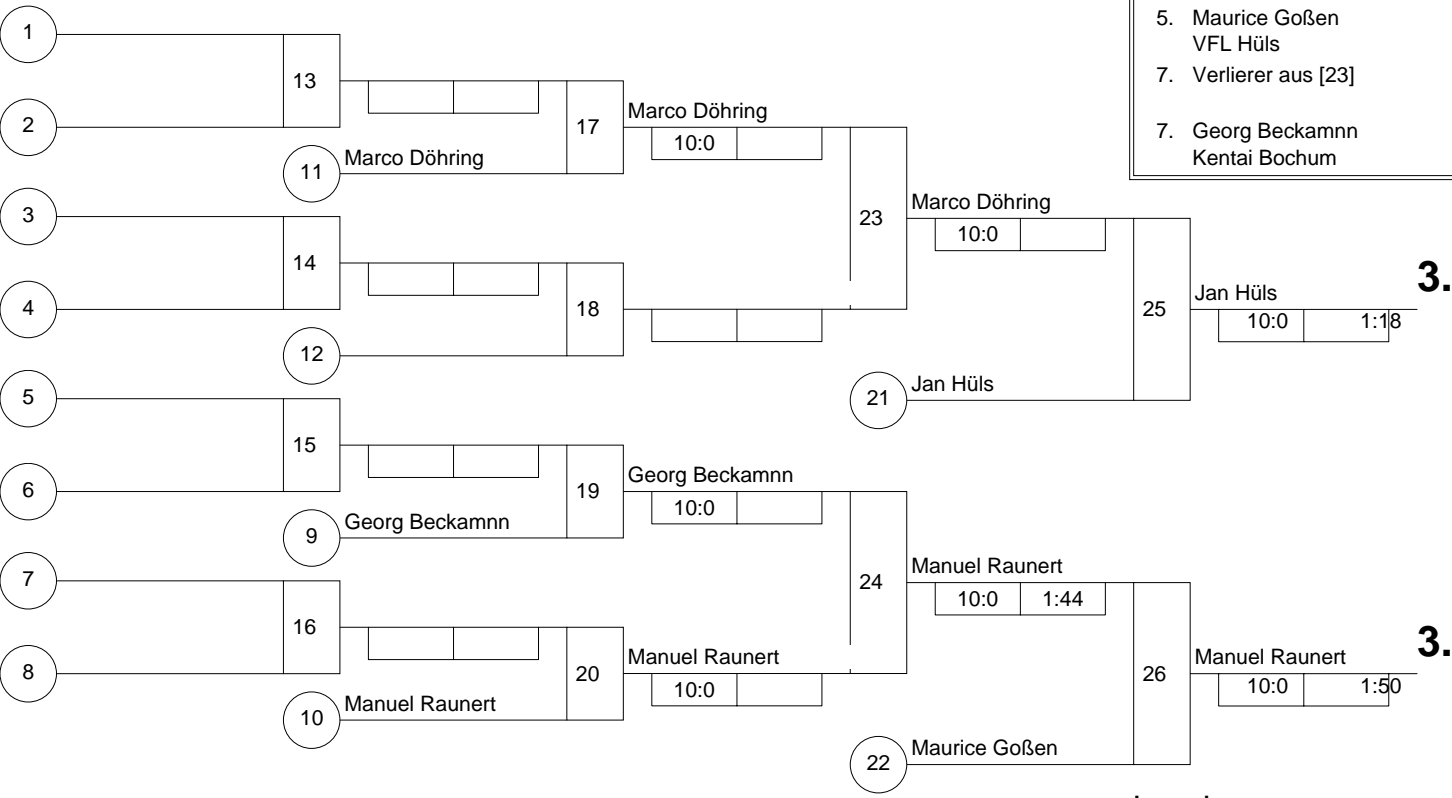 5. Maurice Goßen
VFL Hüls
7. Verlierer aus [23]
7. Georg Beckamnn
Kentai Bochum
1
13
2
17
Marco Döhring
10:0
11
Marco Döhring
3
23
Marco Döhring
10:0
14
4
18
12
25
Jan Hüls
10:0 1:18
3.
5
21
Jan Hüls
15
6
19
Georg Beckamnn
10:0
9
Georg Beckamnn
7
24
Manuel Raunert
10:0 1:44
16
8
20
Manuel Raunert
10:0
10
Manuel Raunert
26
Manuel Raunert
10:0 1:50
3.
22
Maurice Goßen